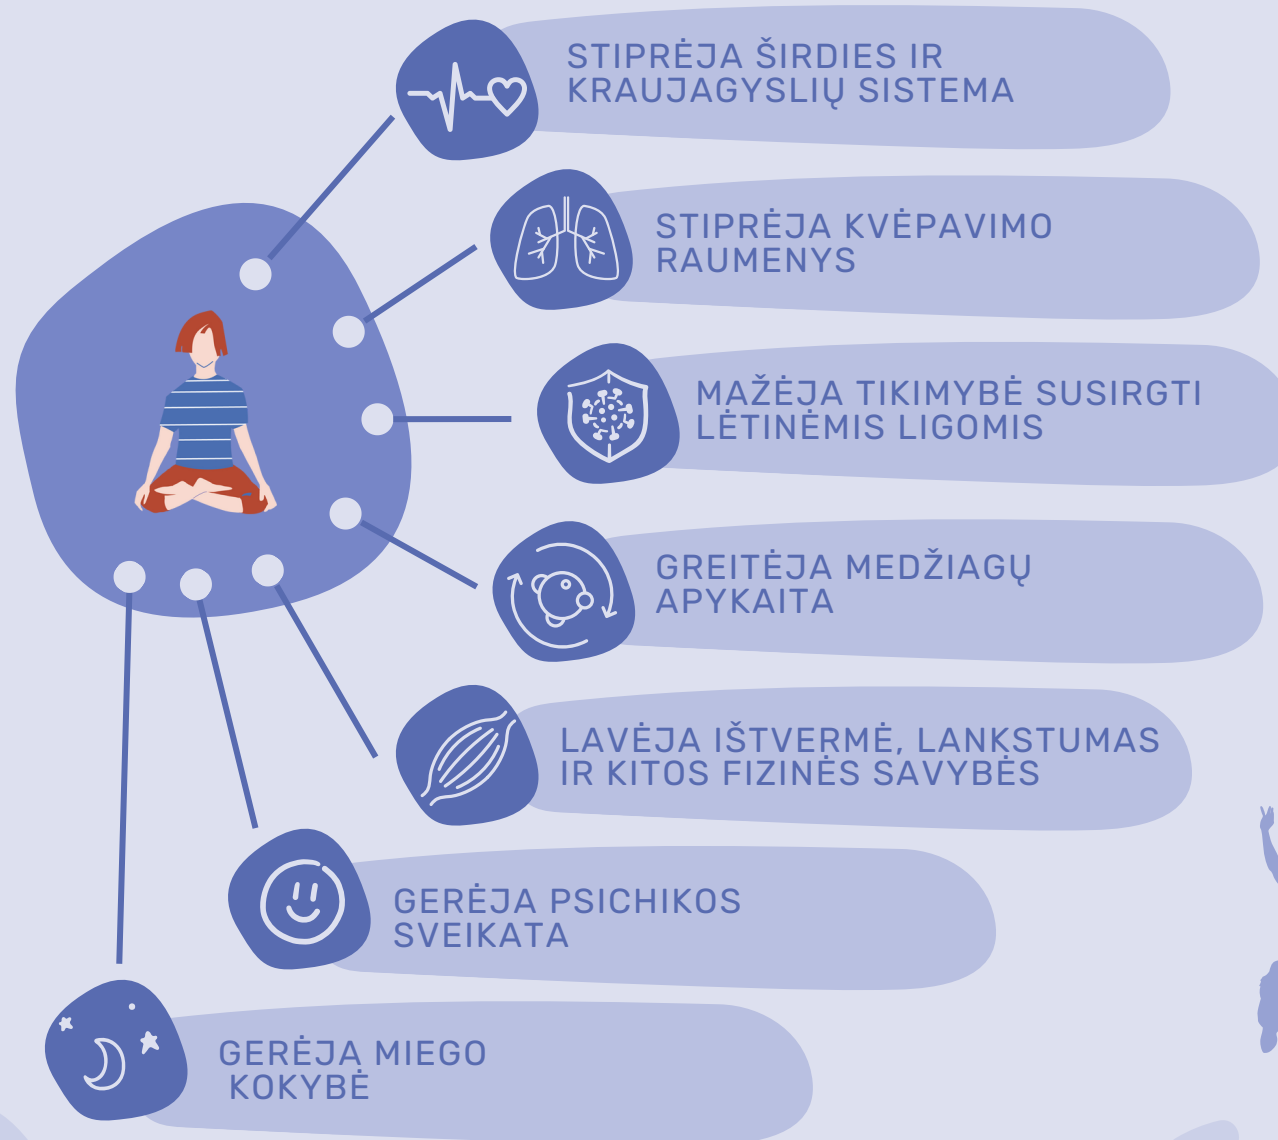 STIPRĖJA ŠIRDIES IR
KRAUJAGYSLIŲ SISTEMA
STIPRĖJA KVĖPAVIMO
RAUMENYS
MAŽĖJA TIKIMYBĖ SUSIRGTI
LĖTINĖMIS LIGOMIS
GREITĖJA MEDŽIAGŲ
APYKAITA
LAVĖJA IŠTVERMĖ, LANKSTUMAS
IR KITOS FIZINĖS SAVYBĖS
GERĖJA PSICHIKOS
SVEIKATA
GERĖJA MIEGO
KOKYBĖ